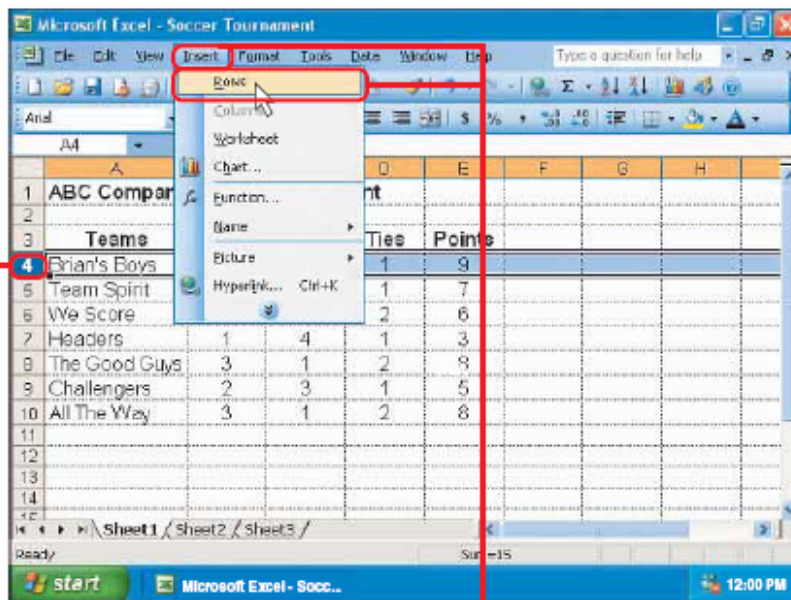 Microsoft Excel - Soccer Tournament
File Edit View Insert Format Tools Data Window Help Type a question for help
Arial $ % ,
A4
Rows
Columns
Worksheet
Chart...
Function...
Name
Picture
Hyperlink... Ctrl+K
A D E F G H
1 ABC Compan nt
2
3 Teams Ties Points
4 Brian's Boys 1 9
5 Team Spirit 1 7
6 We Score 2 6
7 Headers 1 4 1 3
8 The Good Guys 3 1 2 8
9 Challengers 2 3 1 5
10 All The Way 3 1 2 8
11
12
13
14
15
Sheet1 / Sheet2 / Sheet3 /
Ready Sum=15
start Microsoft Excel - Socc... 12:00 PM